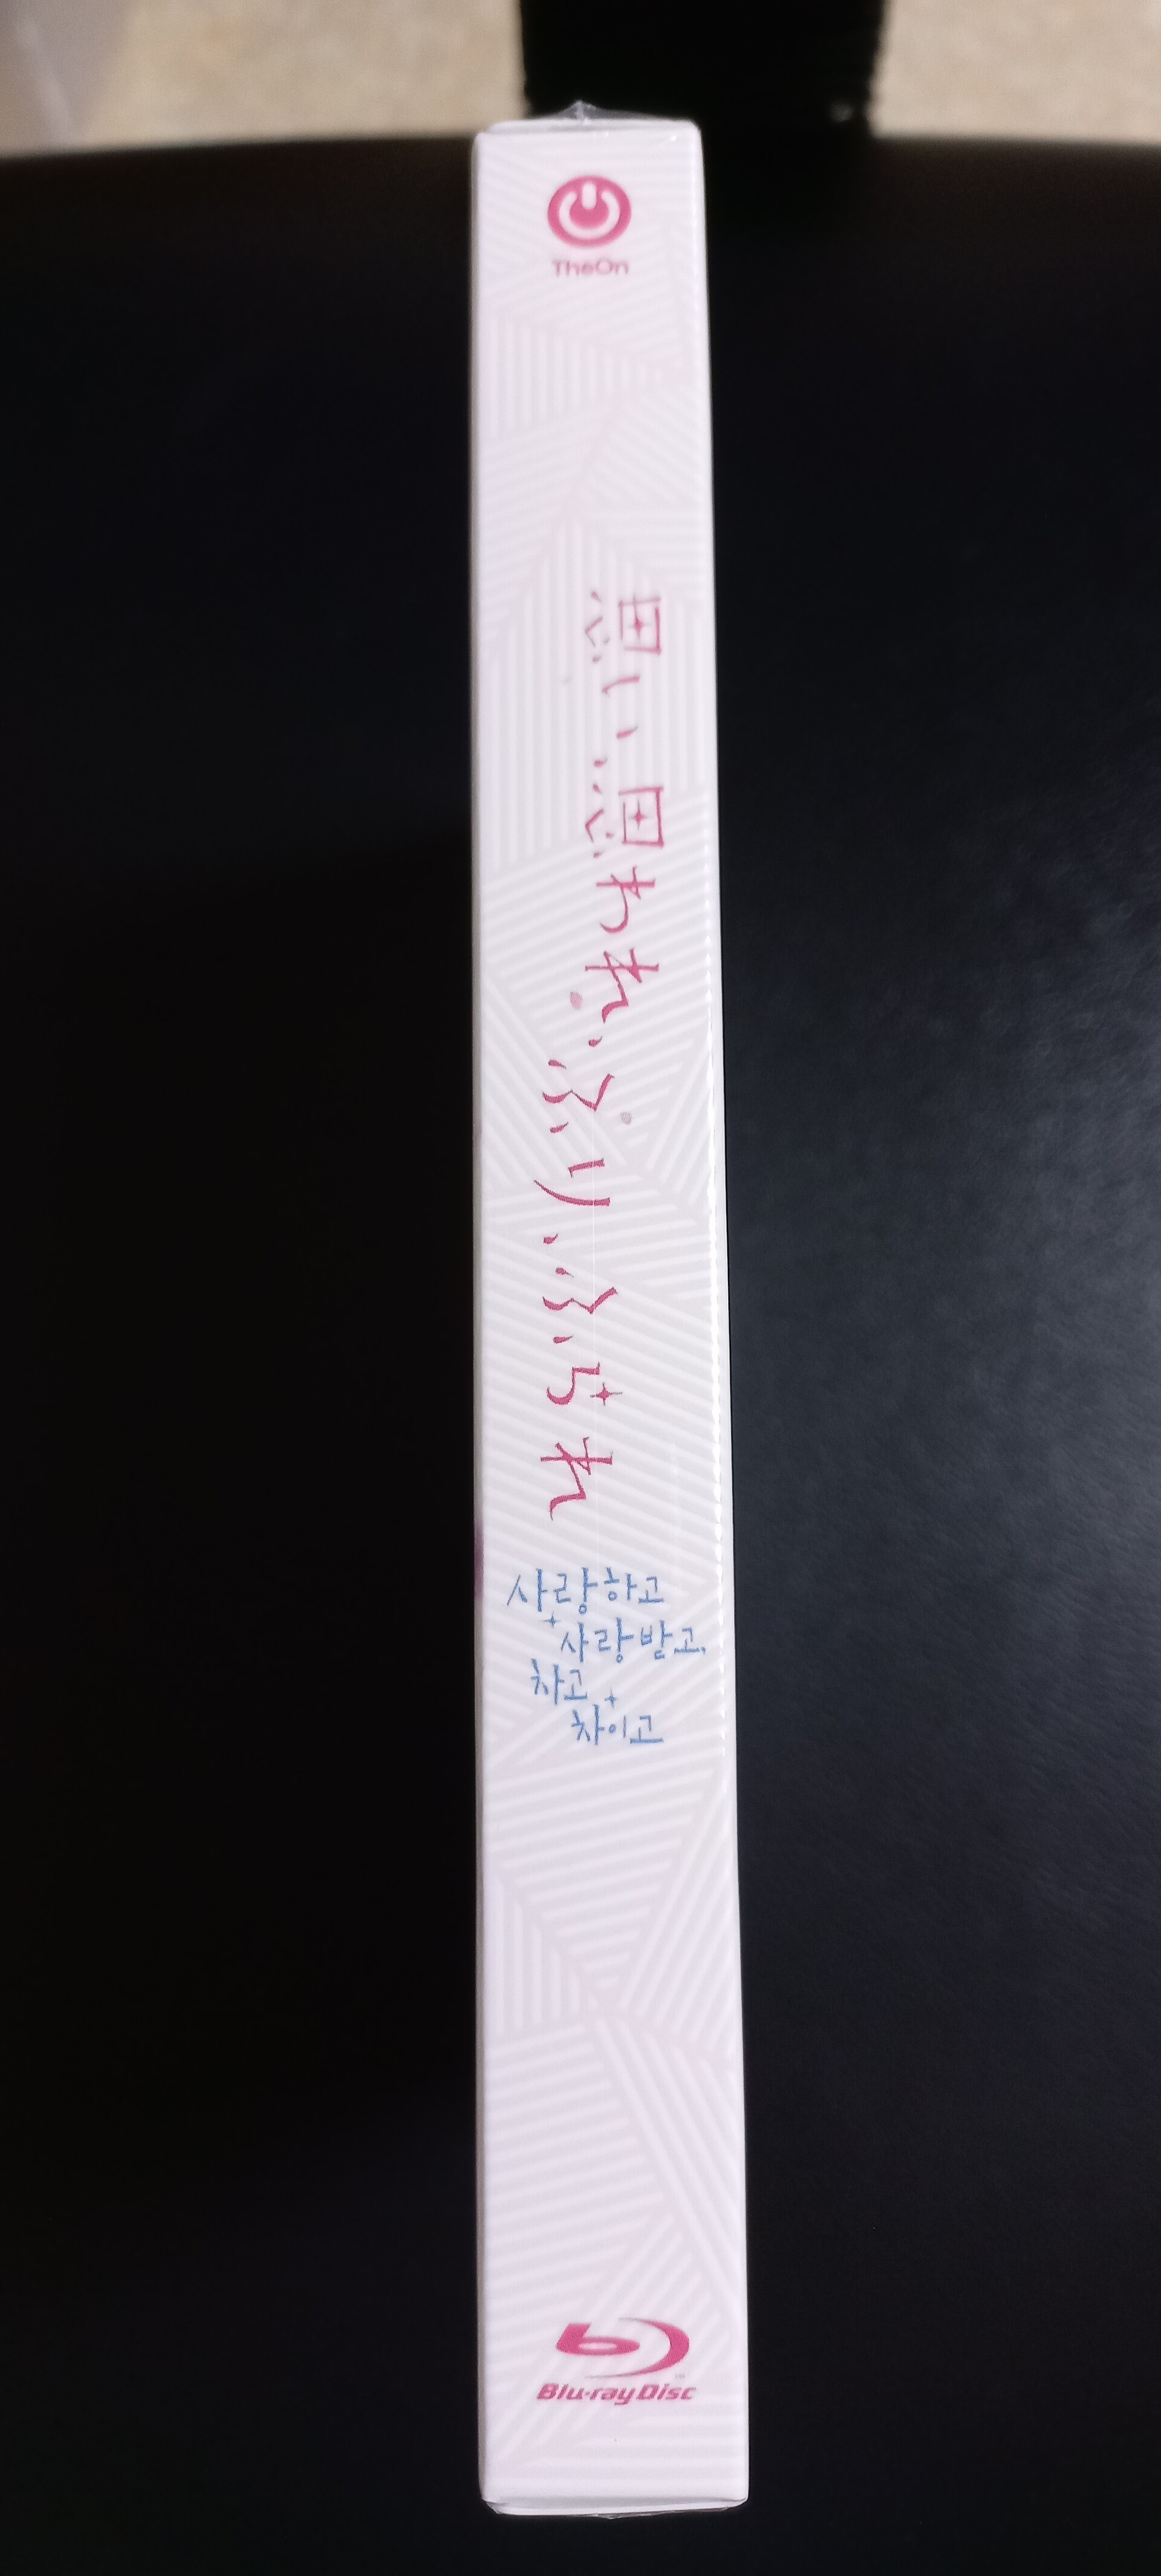 TheOn
思い、思われ、ふり、ふられ
사랑하고
사랑받고,
차고
차이고
Blu-ray Disc